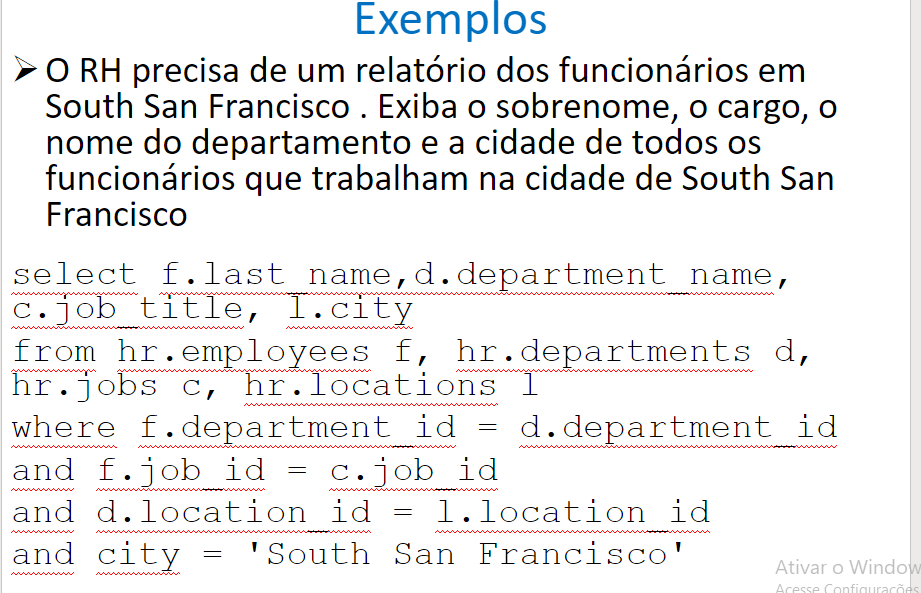 Exemplos
➢ O RH precisa de um relatório dos funcionários em
South San Francisco . Exiba o sobrenome, o cargo, o
nome do departamento e a cidade de todos os
funcionários que trabalham na cidade de South San
Francisco
select f.last_name,d.department_name,
c.job_title, l.city
from hr.employees f, hr.departments d,
hr.jobs c, hr.locations l
where f.department_id = d.department_id
and f.job_id = c.job_id
and d.location_id = l.location_id
and city = 'South San Francisco'
Ativar o Window
Acesse Configurações